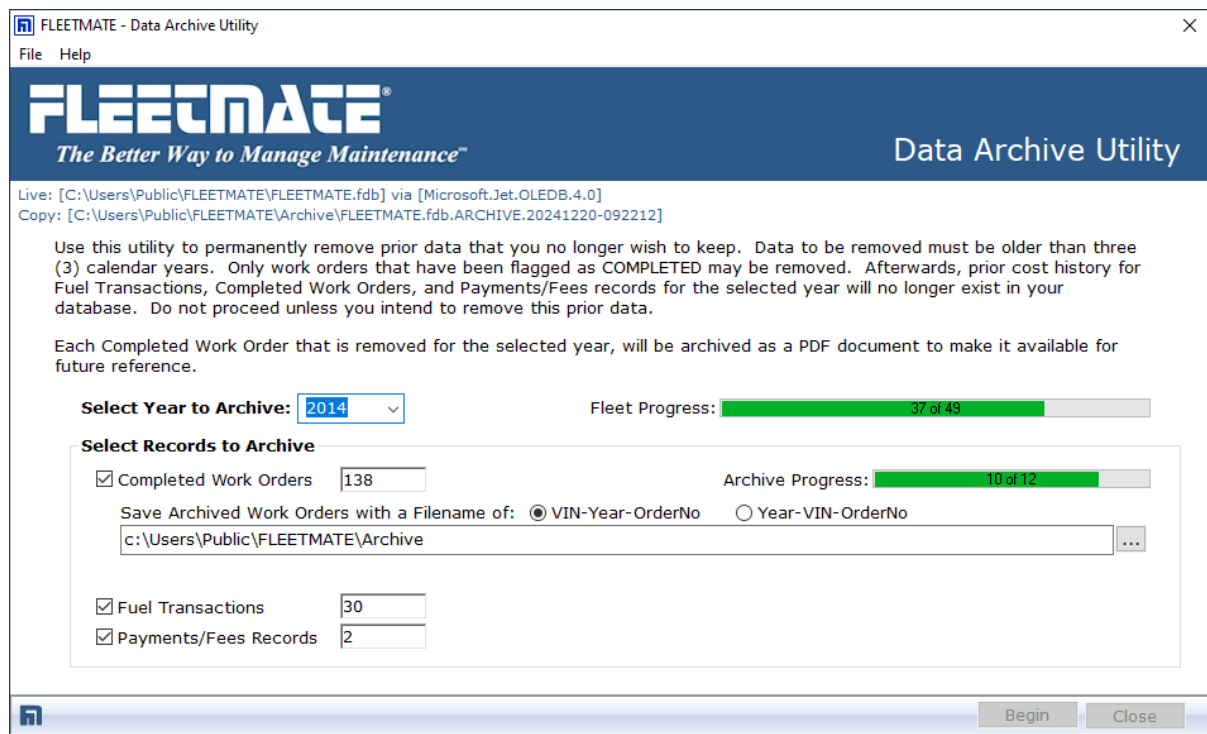 FLEETMATE - Data Archive Utility
File Help
FLEETMATE®
The Better Way to Manage Maintenance℠
Data Archive Utility
Live: [C:\Users\Public\FLEETMATE\FLEETMATE.fdb] via [Microsoft.Jet.OLEDB.4.0]
Copy: [C:\Users\Public\FLEETMATE\Archive\FLEETMATE.fdb.ARCHIVE.20241220-092212]
Use this utility to permanently remove prior data that you no longer wish to keep. Data to be removed must be older than three
(3) calendar years. Only work orders that have been flagged as COMPLETED may be removed. Afterwards, prior cost history for
Fuel Transactions, Completed Work Orders, and Payments/Fees records for the selected year will no longer exist in your
database. Do not proceed unless you intend to remove this prior data.
Each Completed Work Order that is removed for the selected year, will be archived as a PDF document to make it available for
future reference.
Select Year to Archive: 2014 Fleet Progress: 37 of 49
Select Records to Archive
Completed Work Orders 138 Archive Progress: 10 of 12
Save Archived Work Orders with a Filename of: VIN-Year-OrderNo Year-VIN-OrderNo
c:\Users\Public\FLEETMATE\Archive ...
Fuel Transactions 30
Payments/Fees Records 2
Begin Close